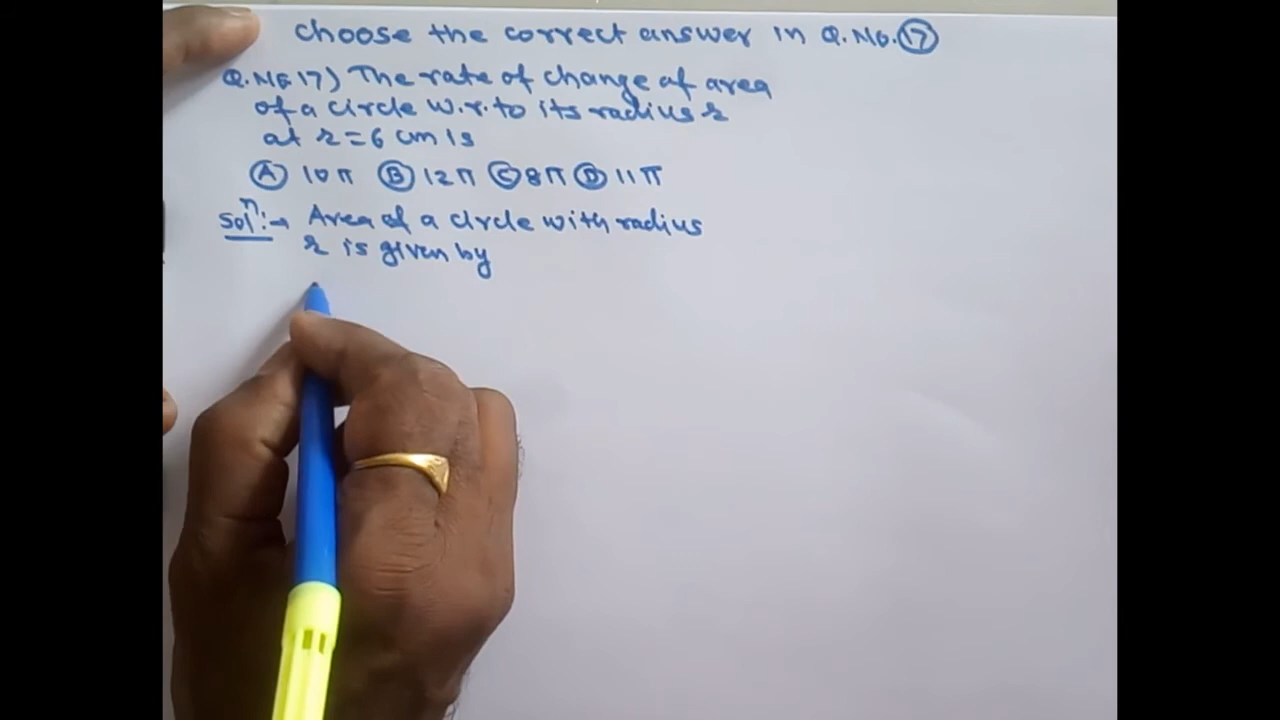 choose the correct answer in Q.No. 17
Q.No 17) The rate of change of area
of a circle w.r.to its radius r
at r=6 cm is
(A) 10π (B) 12π (C) 8π (D) 11π
Solⁿ:→ Area of a circle with radius
r is given by